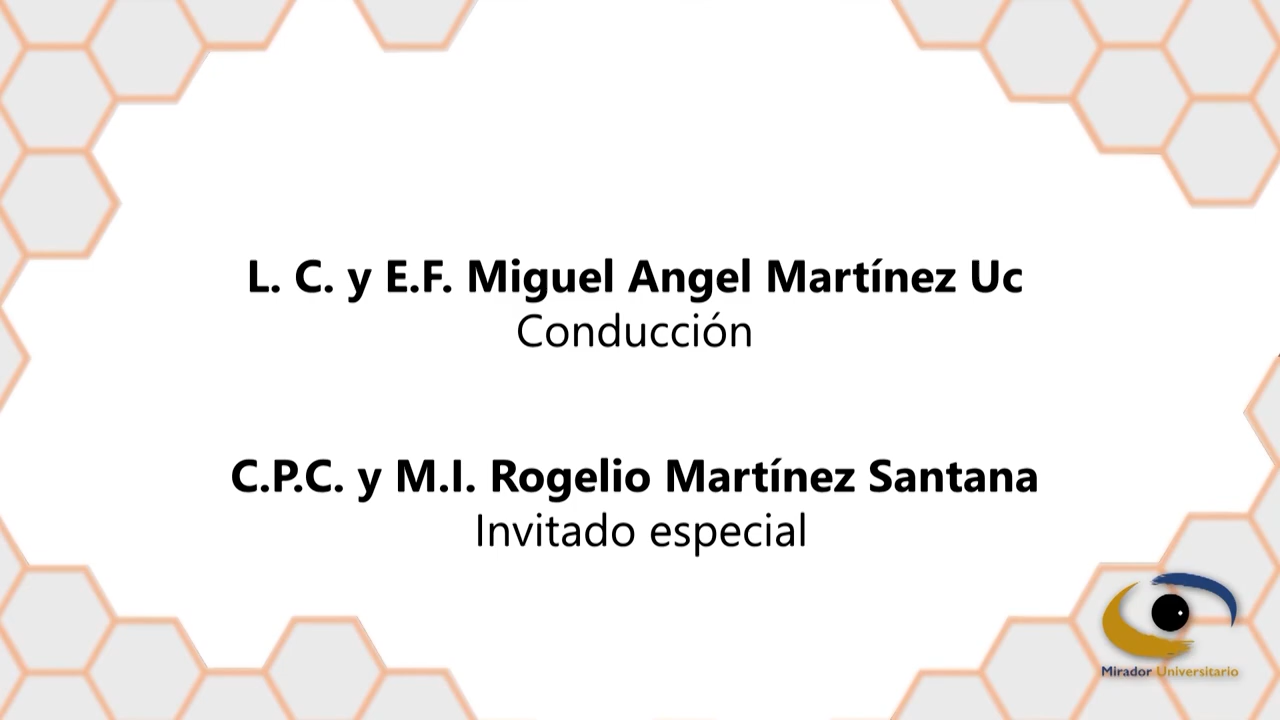 L. C. y E.F. Miguel Angel Martínez Uc
Conducción
C.P.C. y M.I. Rogelio Martínez Santana
Invitado especial
Mirador Universitario